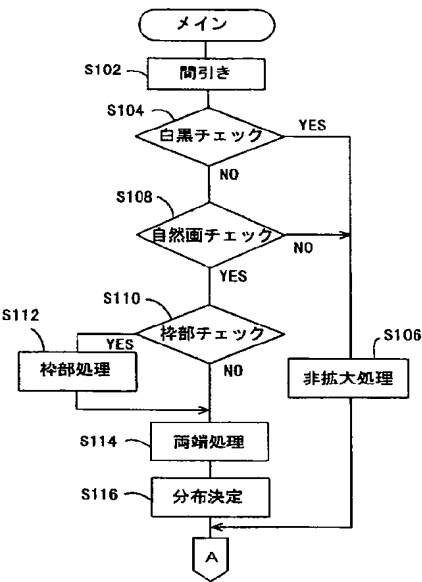 メイン
S102
間引き
S104
白黒チェック
YES
NO
S108
自然画チェック
NO
YES
S110
枠部チェック
S112
YES
NO
枠部処理
S106
非拡大処理
S114
両端処理
S116
分布決定
A